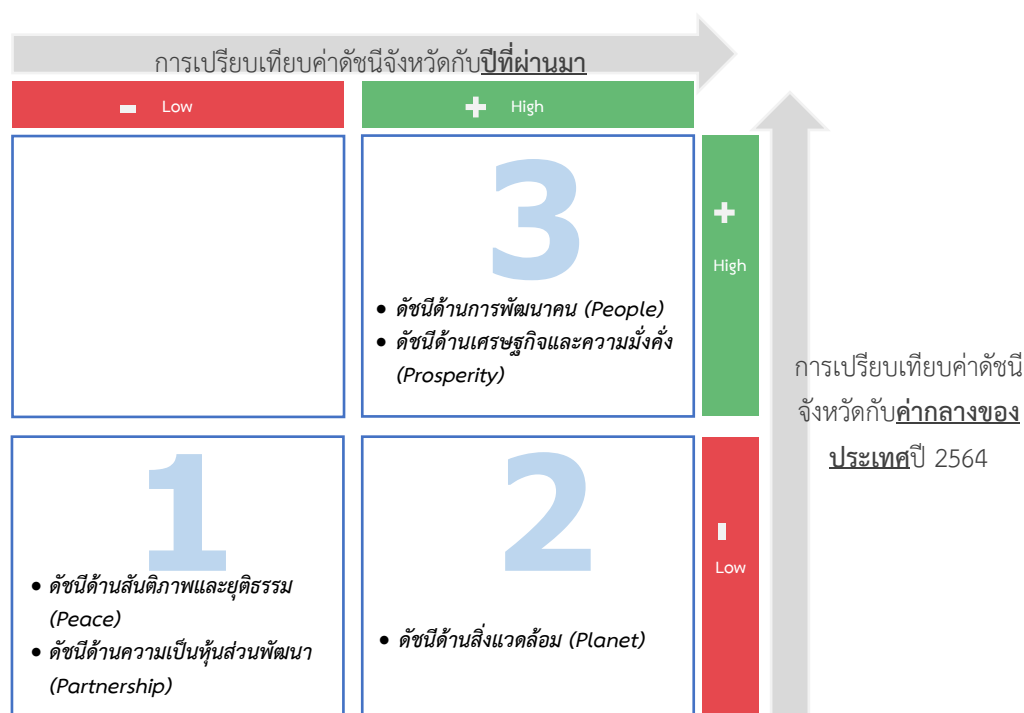 การเปรียบเทียบค่าดัชนีจังหวัดกับปีที่ผ่านมา
- Low
+ High
3
• ดัชนีด้านการพัฒนาคน (People)
• ดัชนีด้านเศรษฐกิจและความมั่งคั่ง
(Prosperity)
+
High
การเปรียบเทียบค่าดัชนี
จังหวัดกับค่ากลางของ
ประเทศปี 2564
1
• ดัชนีด้านสันติภาพและยุติธรรม
(Peace)
• ดัชนีด้านความเป็นหุ้นส่วนพัฒนา
(Partnership)
2
• ดัชนีด้านสิ่งแวดล้อม (Planet)
-
Low